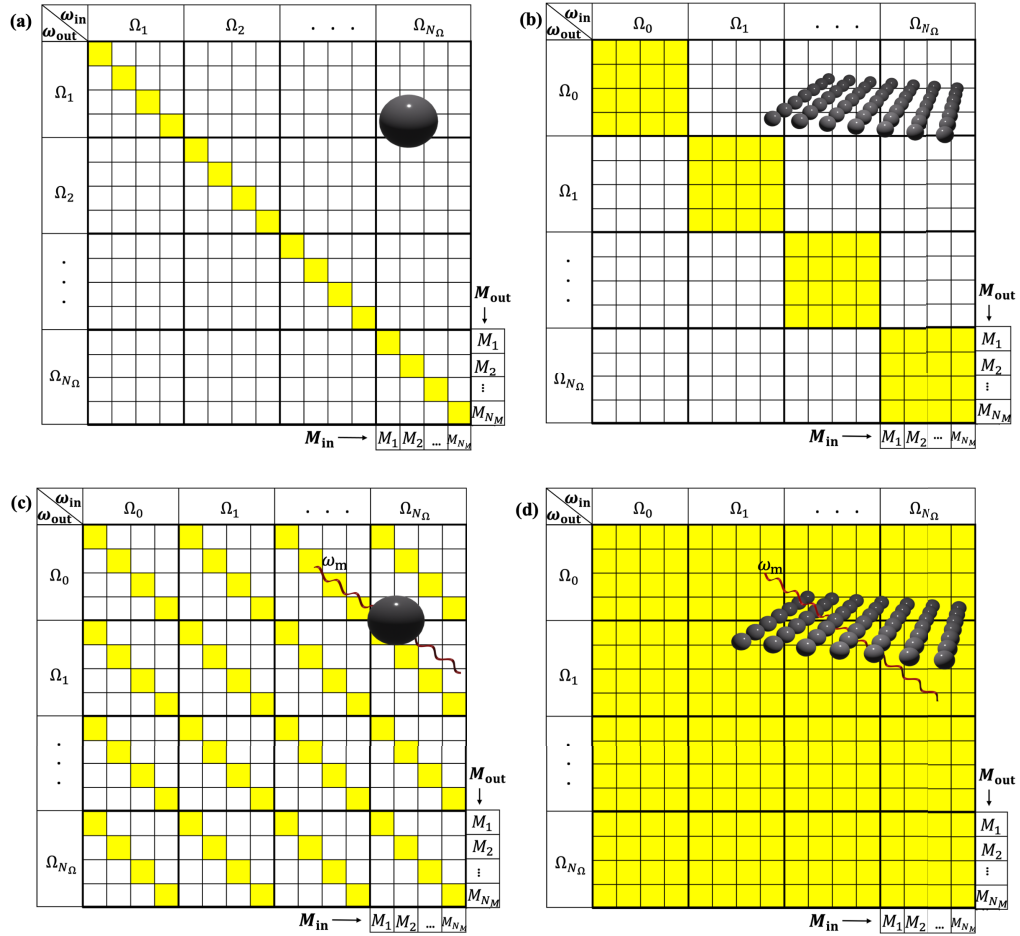 (a) ω_in
ω_out Ω_1 Ω_2 . . . Ω_{N_Ω}
Ω_1
Ω_2
.
.
.
M_out
↓
Ω_{N_Ω} M_1
M_2
⋮
M_{N_M}
M_in → M_1 M_2 ... M_{N_M}
(b) ω_in
ω_out Ω_0 Ω_1 . . . Ω_{N_Ω}
Ω_0
Ω_1
.
.
.
M_out
↓
Ω_{N_Ω} M_1
M_2
⋮
M_{N_M}
M_in → M_1 M_2 ... M_{N_M}
(c) ω_in
ω_out Ω_0 Ω_1 . . . Ω_{N_Ω}
ω_m
Ω_0
Ω_1
.
.
.
M_out
↓
Ω_{N_Ω} M_1
M_2
⋮
M_{N_M}
M_in → M_1 M_2 ... M_{N_M}
(d) ω_in
ω_out Ω_0 Ω_1 . . . Ω_{N_Ω}
ω_m
Ω_0
Ω_1
.
.
.
M_out
↓
Ω_{N_Ω} M_1
M_2
⋮
M_{N_M}
M_in → M_1 M_2 ... M_{N_M}